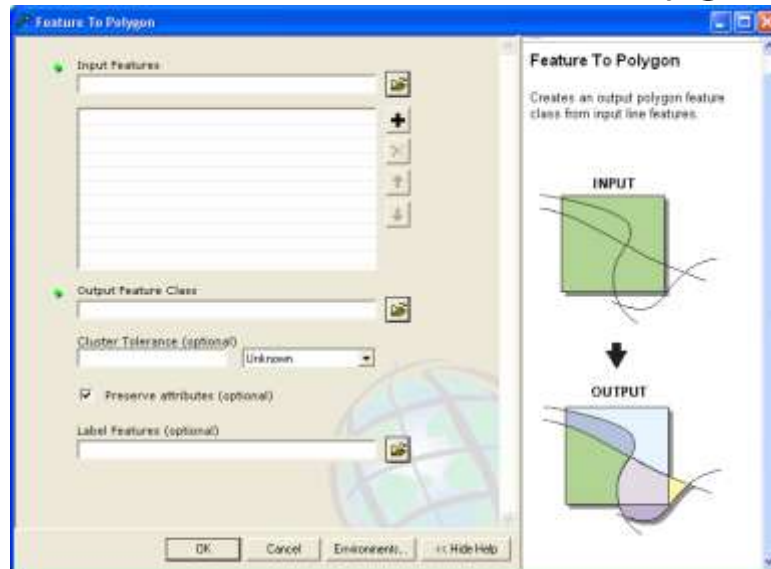 Feature To Polygon
Input Features
Output Feature Class
Cluster Tolerance (optional)
Unknown
Preserve attributes (optional)
Label Features (optional)
OK
Cancel
Environments...
<< Hide Help
Feature To Polygon
Creates an output polygon feature
class from input line features.
INPUT
OUTPUT